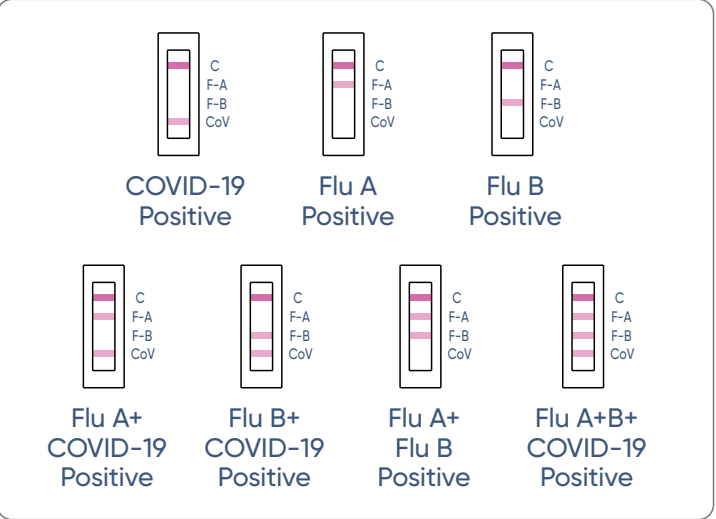 C
F-A
F-B
CoV
COVID-19
Positive
C
F-A
F-B
CoV
Flu A
Positive
C
F-A
F-B
CoV
Flu B
Positive
C
F-A
F-B
CoV
Flu A+
COVID-19
Positive
C
F-A
F-B
CoV
Flu B+
COVID-19
Positive
C
F-A
F-B
CoV
Flu A+
Flu B
Positive
C
F-A
F-B
CoV
Flu A+B+
COVID-19
Positive